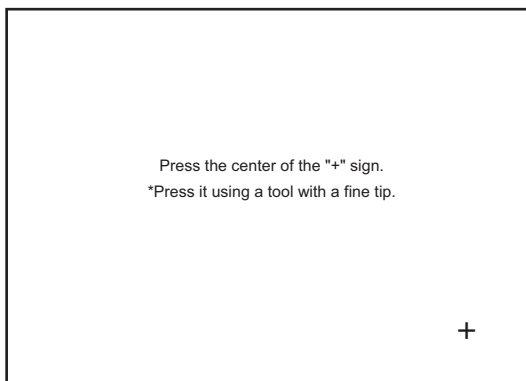 Press the center of the "+" sign.
*Press it using a tool with a fine tip.
+